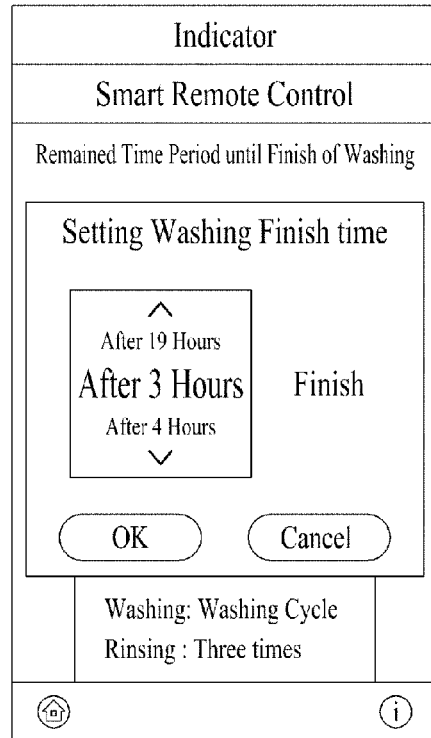 Indicator
Smart Remote Control
Remained Time Period until Finish of Washing
Setting Washing Finish time
After 19 Hours
After 3 Hours Finish
After 4 Hours
OK Cancel
Washing: Washing Cycle
Rinsing : Three times
i